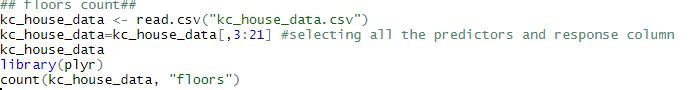 ## floors count##
kc_house_data <- read.csv("kc_house_data.csv")
kc_house_data=kc_house_data[,3:21] #selecting all the predictors and response column
kc_house_data
library(plyr)
count(kc_house_data, "floors")